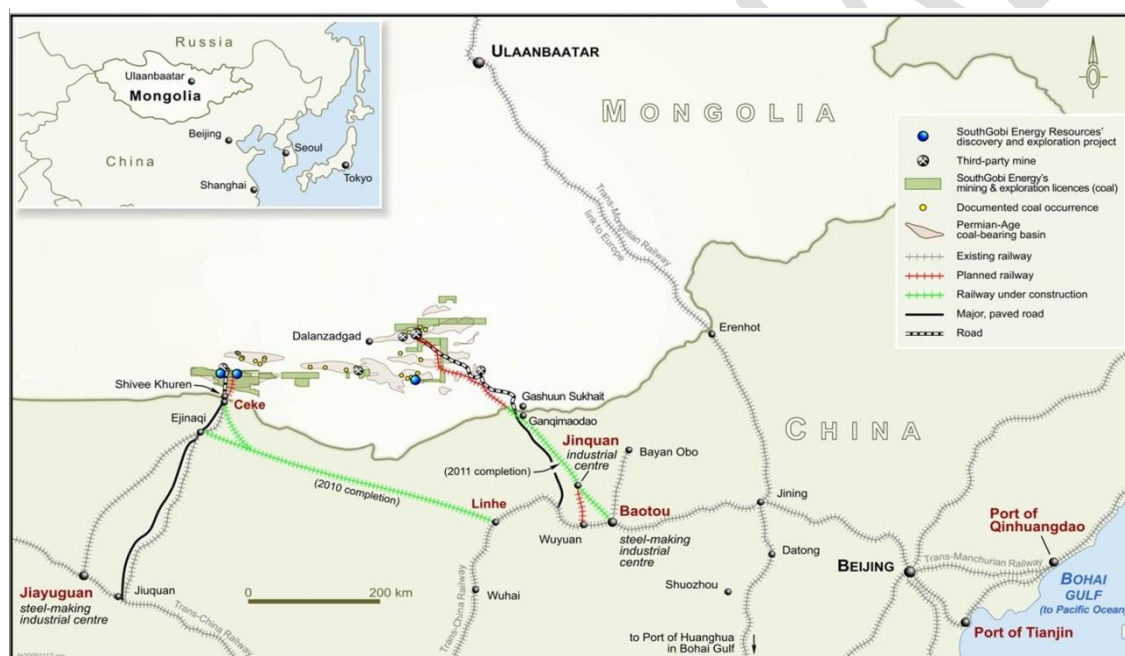 Russia
Ulaanbaatar
Mongolia
Beijing
Seoul
China
Tokyo
Shanghai
ULAANBAATAR
MONGOLIA
SouthGobi Energy Resources'
discovery and exploration project
Third-party mine
SouthGobi Energy's
mining & exploration licences (coal)
Documented coal occurrence
Permian-Age
coal-bearing basin
Existing railway
Planned railway
Railway under construction
Major, paved road
Road
Trans-Mongolian Railway
link to Europe
Erenhot
Dalanzadgad
Shivee Khuren
Ceke
Ejinaqi
Gashuun Sukhait
Ganqimaodao
CHINA
Jinquan
industrial
centre
Bayan Obo
(2011 completion)
(2010 completion)
Linhe
Baotou
steel-making
industrial
centre
Wuyuan
Jining
Datong
Port of
Qinhuangdao
Trans-Manchurian Railway
BEIJING
BOHAI
GULF
(to Pacific Ocean)
Port of Tianjin
Jiayuguan
steel-making
industrial centre
Jiuquan
Trans-China Railway
0
200 km
Trans-China Railway
Wuhai
Shuozhou
to Port of Huanghua
in Bohai Gulf